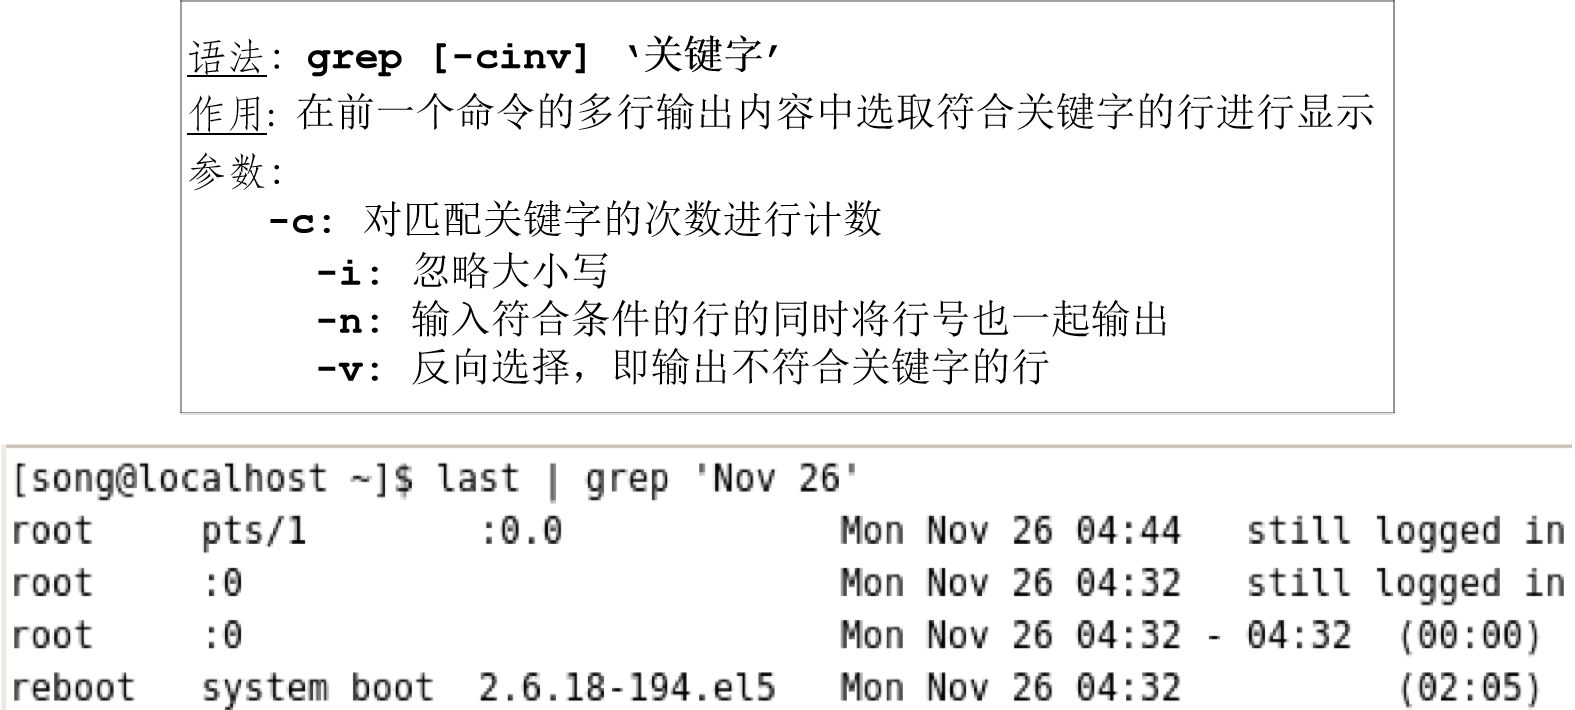 语法: grep [-cinv] ‘关键字’
作用: 在前一个命令的多行输出内容中选取符合关键字的行进行显示
参数:
-c: 对匹配关键字的次数进行计数
-i: 忽略大小写
-n: 输入符合条件的行的同时将行号也一起输出
-v: 反向选择，即输出不符合关键字的行
[song@localhost ~]$ last | grep 'Nov 26'
root     pts/1        :0.0             Mon Nov 26 04:44   still logged in
root     :0                            Mon Nov 26 04:32   still logged in
root     :0                            Mon Nov 26 04:32 - 04:32  (00:00)
reboot   system boot  2.6.18-194.el5   Mon Nov 26 04:32          (02:05)